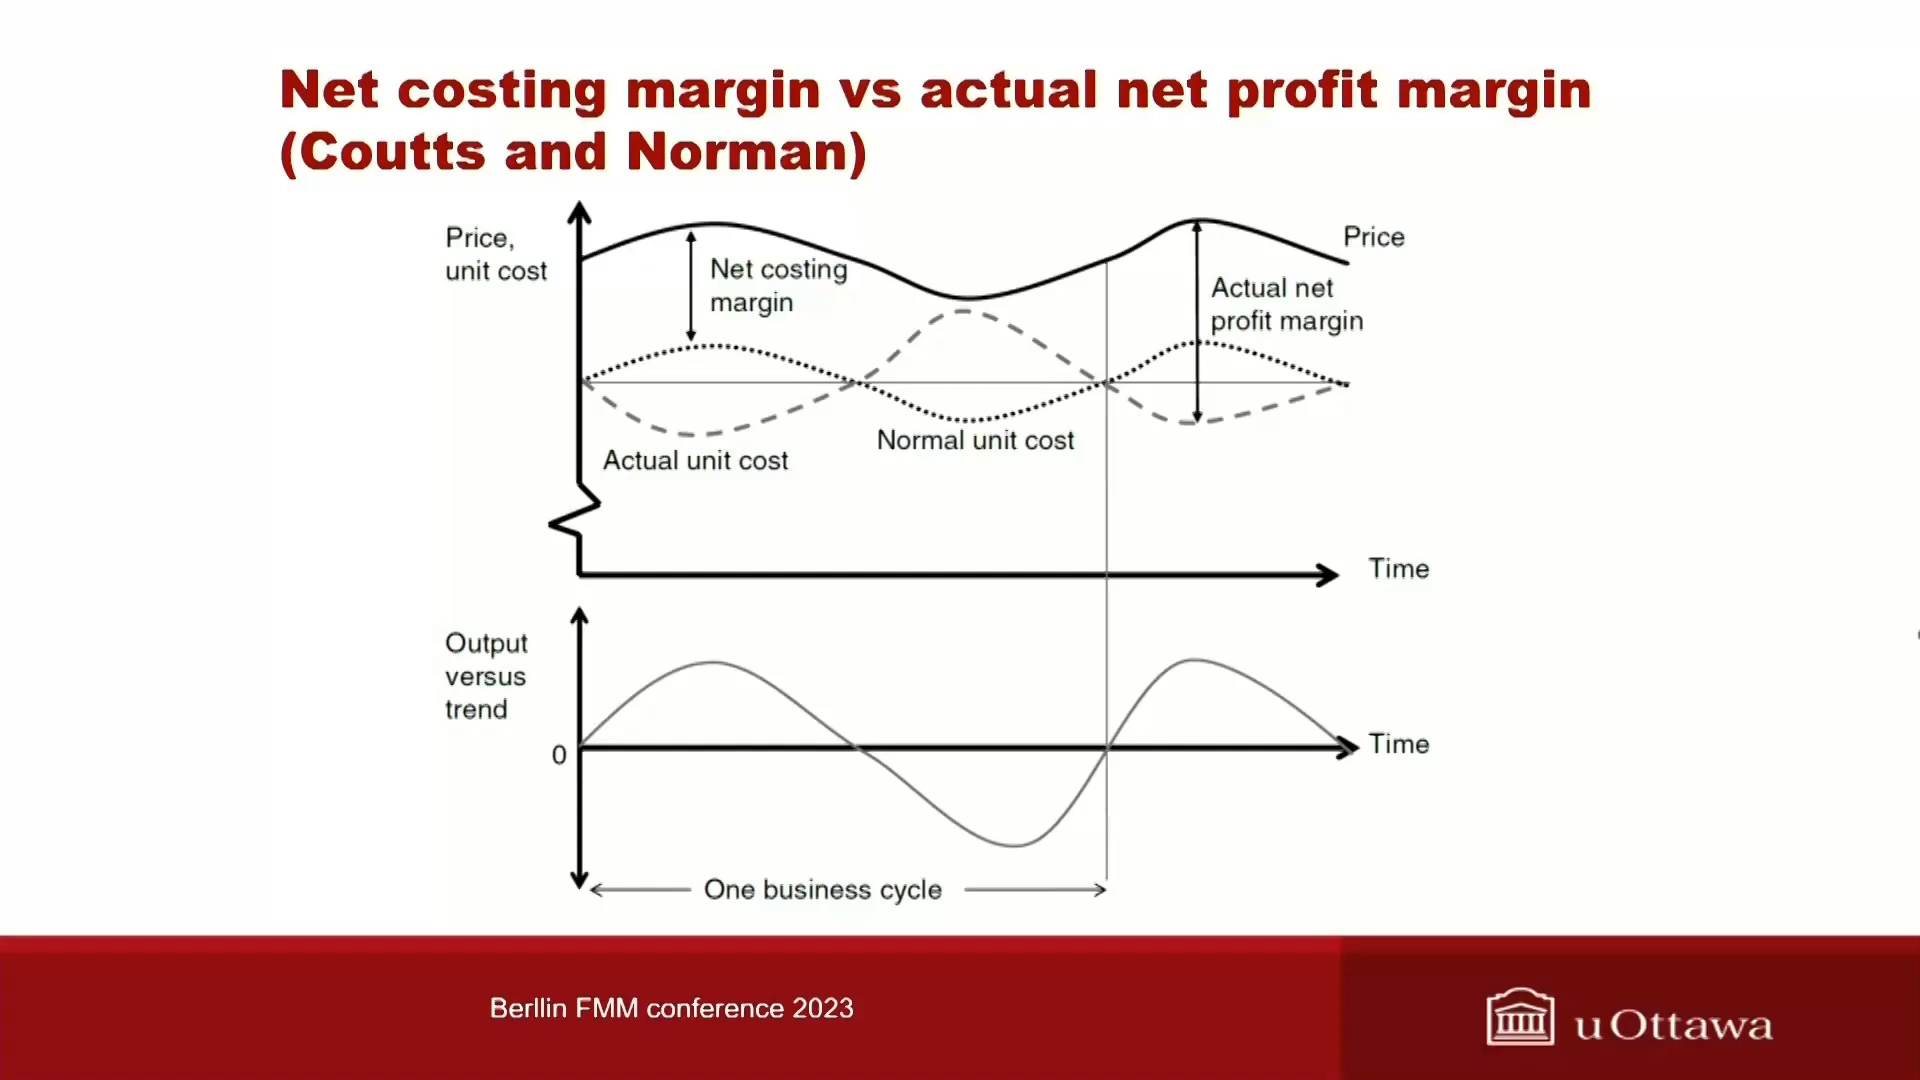 Net costing margin vs actual net profit margin
(Coutts and Norman)
Price,
unit cost
Net costing
margin
Price
Actual net
profit margin
Actual unit cost
Normal unit cost
Time
Output
versus
trend
0
Time
One business cycle
Berllin FMM conference 2023
uOttawa